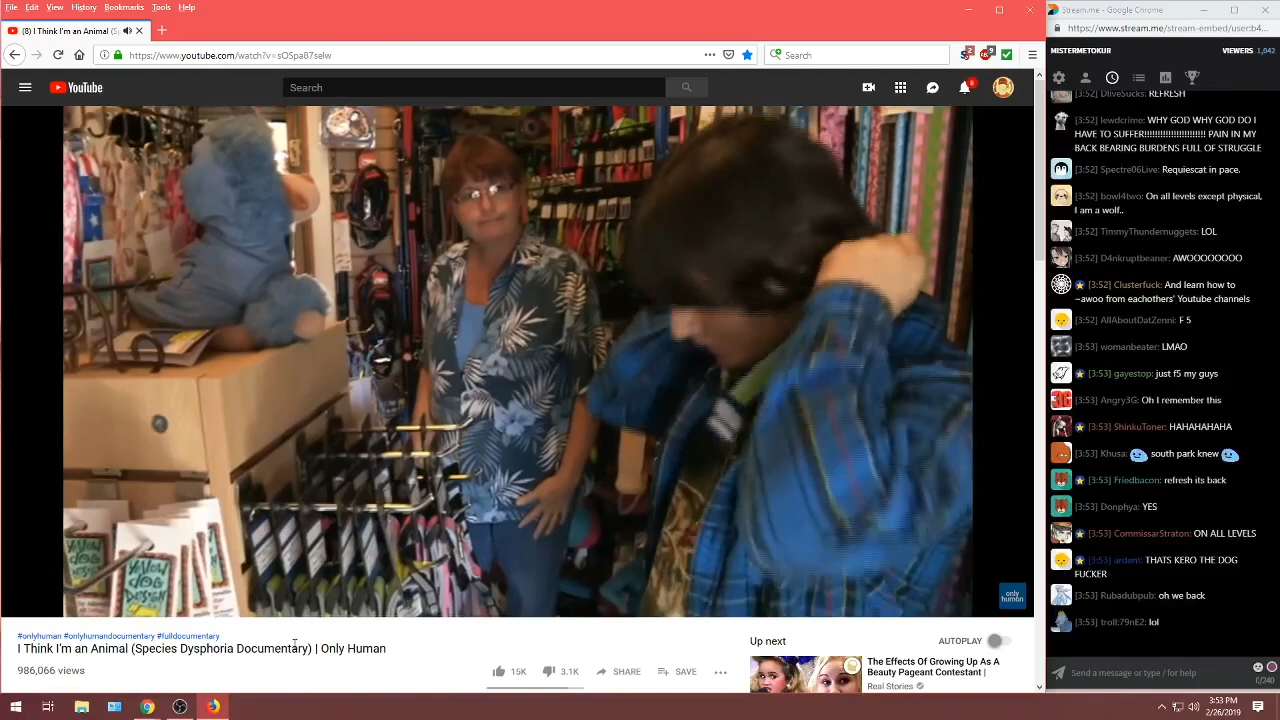 File Edit View History Bookmarks Tools Help
(8) I Think I'm an Animal (Sp
https://www.youtube.com/watch?v=sOSpa87selw
Search
2
9
YouTube
Search
8
YELLOW
DOG
DESIGN
only
human
#onlyhuman #onlyhumandocumentary #fulldocumentary
I Think I'm an Animal (Species Dysphoria Documentary) | Only Human
986,066 views
15K
3.1K
SHARE
SAVE
Up next
AUTOPLAY
The Effects Of Growing Up As A
Beauty Pageant Contestant |
Real Stories
Stream.me - Google Chrome
https://www.stream.me/stream-embed/user:b4...
MISTERMETOKUR
VIEWERS 1,042
[3:52] DliveSucks: REFRESH
[3:52] lewdcrime: WHY GOD WHY GOD DO I
HAVE TO SUFFER!!!!!!!!!!!!!!!!!!!!!!! PAIN IN MY
BACK BEARING BURDENS FULL OF STRUGGLE
[3:52] Spectre06Live: Requiescat in pace.
[3:52] bowl4two: On all levels except physical,
I am a wolf..
[3:52] TimmyThundernuggets: LOL
[3:52] D4nkruptbeaner: AWOOOOOOOO
[3:52] Clusterfuck: And learn how to
~awoo from eachothers' Youtube channels
[3:52] AllAboutDatZenni: F 5
[3:53] womanbeater: LMAO
[3:53] gayestop: just f5 my guys
[3:53] Angry3G: Oh I remember this
[3:53] ShinkuToner: HAHAHAHAHA
[3:53] Khusa: south park knew
[3:53] Friedbacon: refresh its back
[3:53] Donphya: YES
[3:53] CommissarStraton: ON ALL LEVELS
[3:53] ardent: THATS KERO THE DOG
FUCKER
[3:53] Rubadubpub: oh we back
[3:53] troll:79nE2: lol
Send a message or type / for help
0/240
3:53 PM
2/26/2019